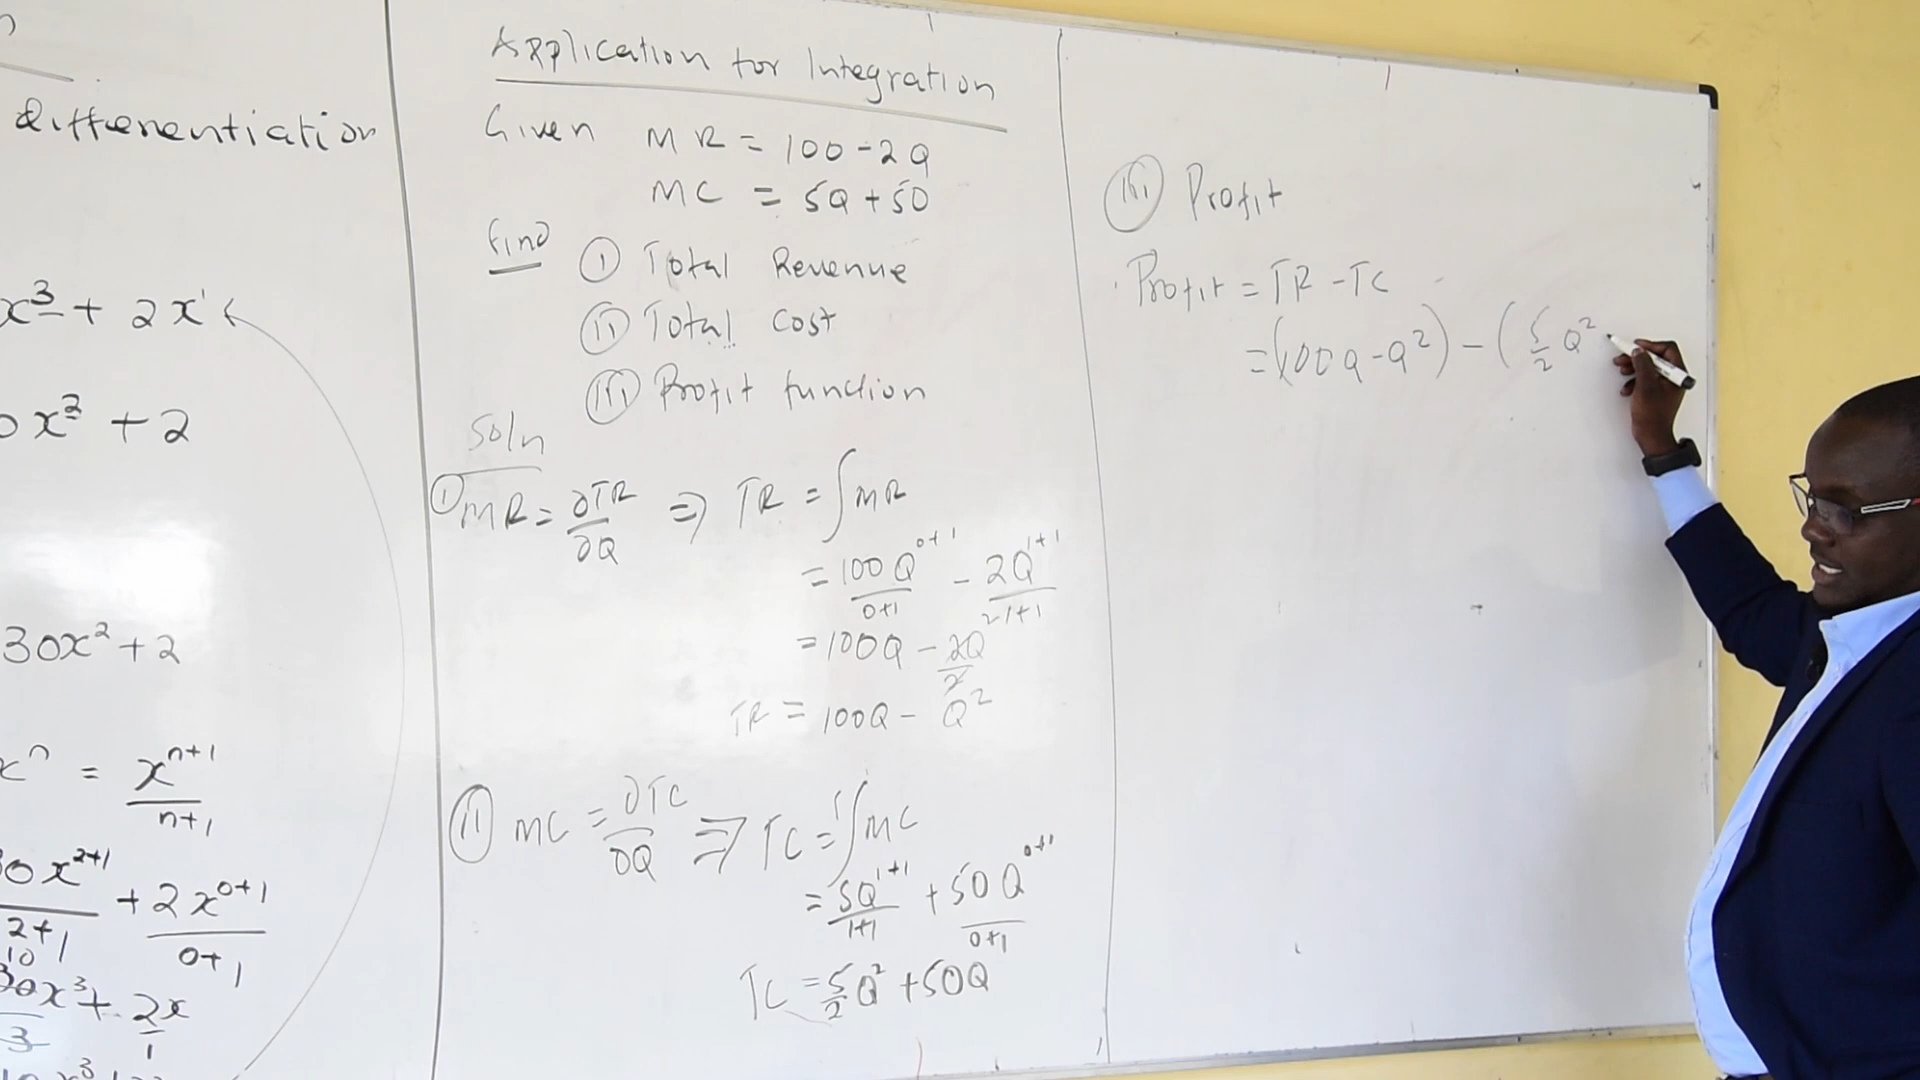 differentiation
x³ + 2x¹
x² + 2
30x² + 2
xⁿ = xⁿ⁺¹
n+1
0x²⁺¹ + 2x⁰⁺¹
2+1 0+1
10
30x³ + 2x
3 1
Application for Integration
Given MR = 100 - 2Q
MC = 5Q + 50
find (i) Total Revenue
(ii) Total Cost
(iii) Profit function
Soln
(i) MR = ∂TR ⇒ TR = ∫MR
∂Q
= 100Q⁰⁺¹ - 2Q¹⁺¹
0+1 1+1
= 100Q - 2Q²
2
TR = 100Q - Q²
(ii) MC = ∂TC ⇒ TC = ∫MC
∂Q
= 5Q¹⁺¹ + 50Q⁰⁺¹
1+1 0+1
TC = 5/2 Q² + 50Q
(iii) Profit
Profit = TR - TC
= (100Q - Q²) - (5/2 Q²